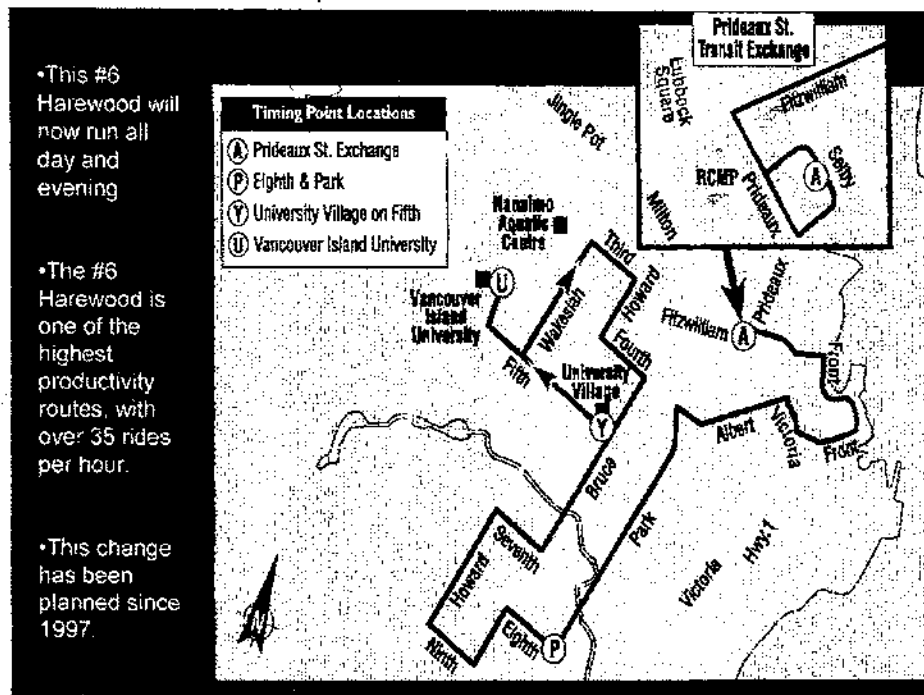 •This #6
Harewood will
now run all
day and
evening
•The #6
Harewood is
one of the
highest
productivity
routes, with
over 35 rides
per hour.
•This change
has been
planned since
1997.
Timing Point Locations
A Prideaux St. Exchange
P Eighth & Park
Y University Village on Fifth
U Vancouver Island University
Prideaux St.
Transit Exchange
Lubbock
Square
Fitzwilliam
Selby
A
RCMP
Prideaux
Milton
Jingle Pot
Nanaimo
Aquatic
Centre
U
Vancouver
Island
University
Third
Howard
Wakesiah
Fourth
Fifth
University
Village
Y
Prideaux
Fitzwilliam
A
Front
Albert
Victoria
Front
Bruce
Park
Seventh
Howard
Victoria
Hwy.1
Eighth
P
Ninth
N